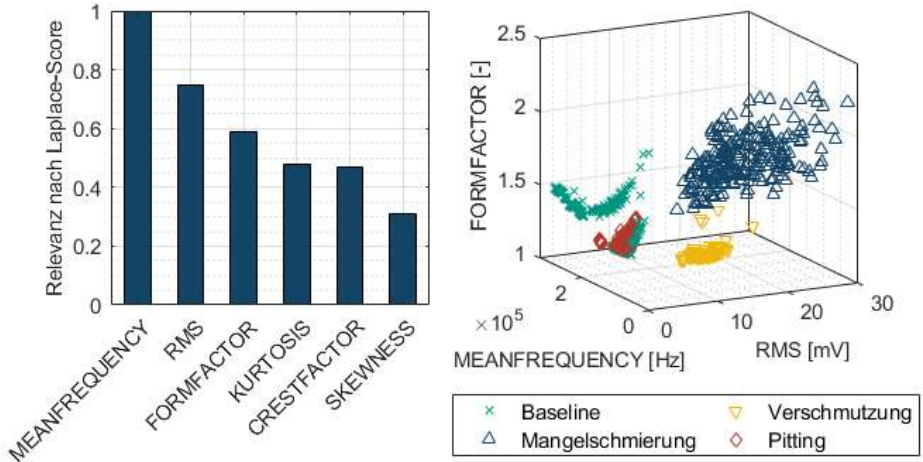 Relevanz nach Laplace-Score
1
0.8
0.6
0.4
0.2
0
MEANFREQUENCY
RMS
FORMFACTOR
KURTOSIS
CRESTFACTOR
SKEWNESS
FORMFACTOR [-]
2.5
2
1.5
1
2
0
× 10⁵
MEANFREQUENCY [Hz]
0
10
20
30
RMS [mV]
Baseline
Mangelschmierung
Verschmutzung
Pitting